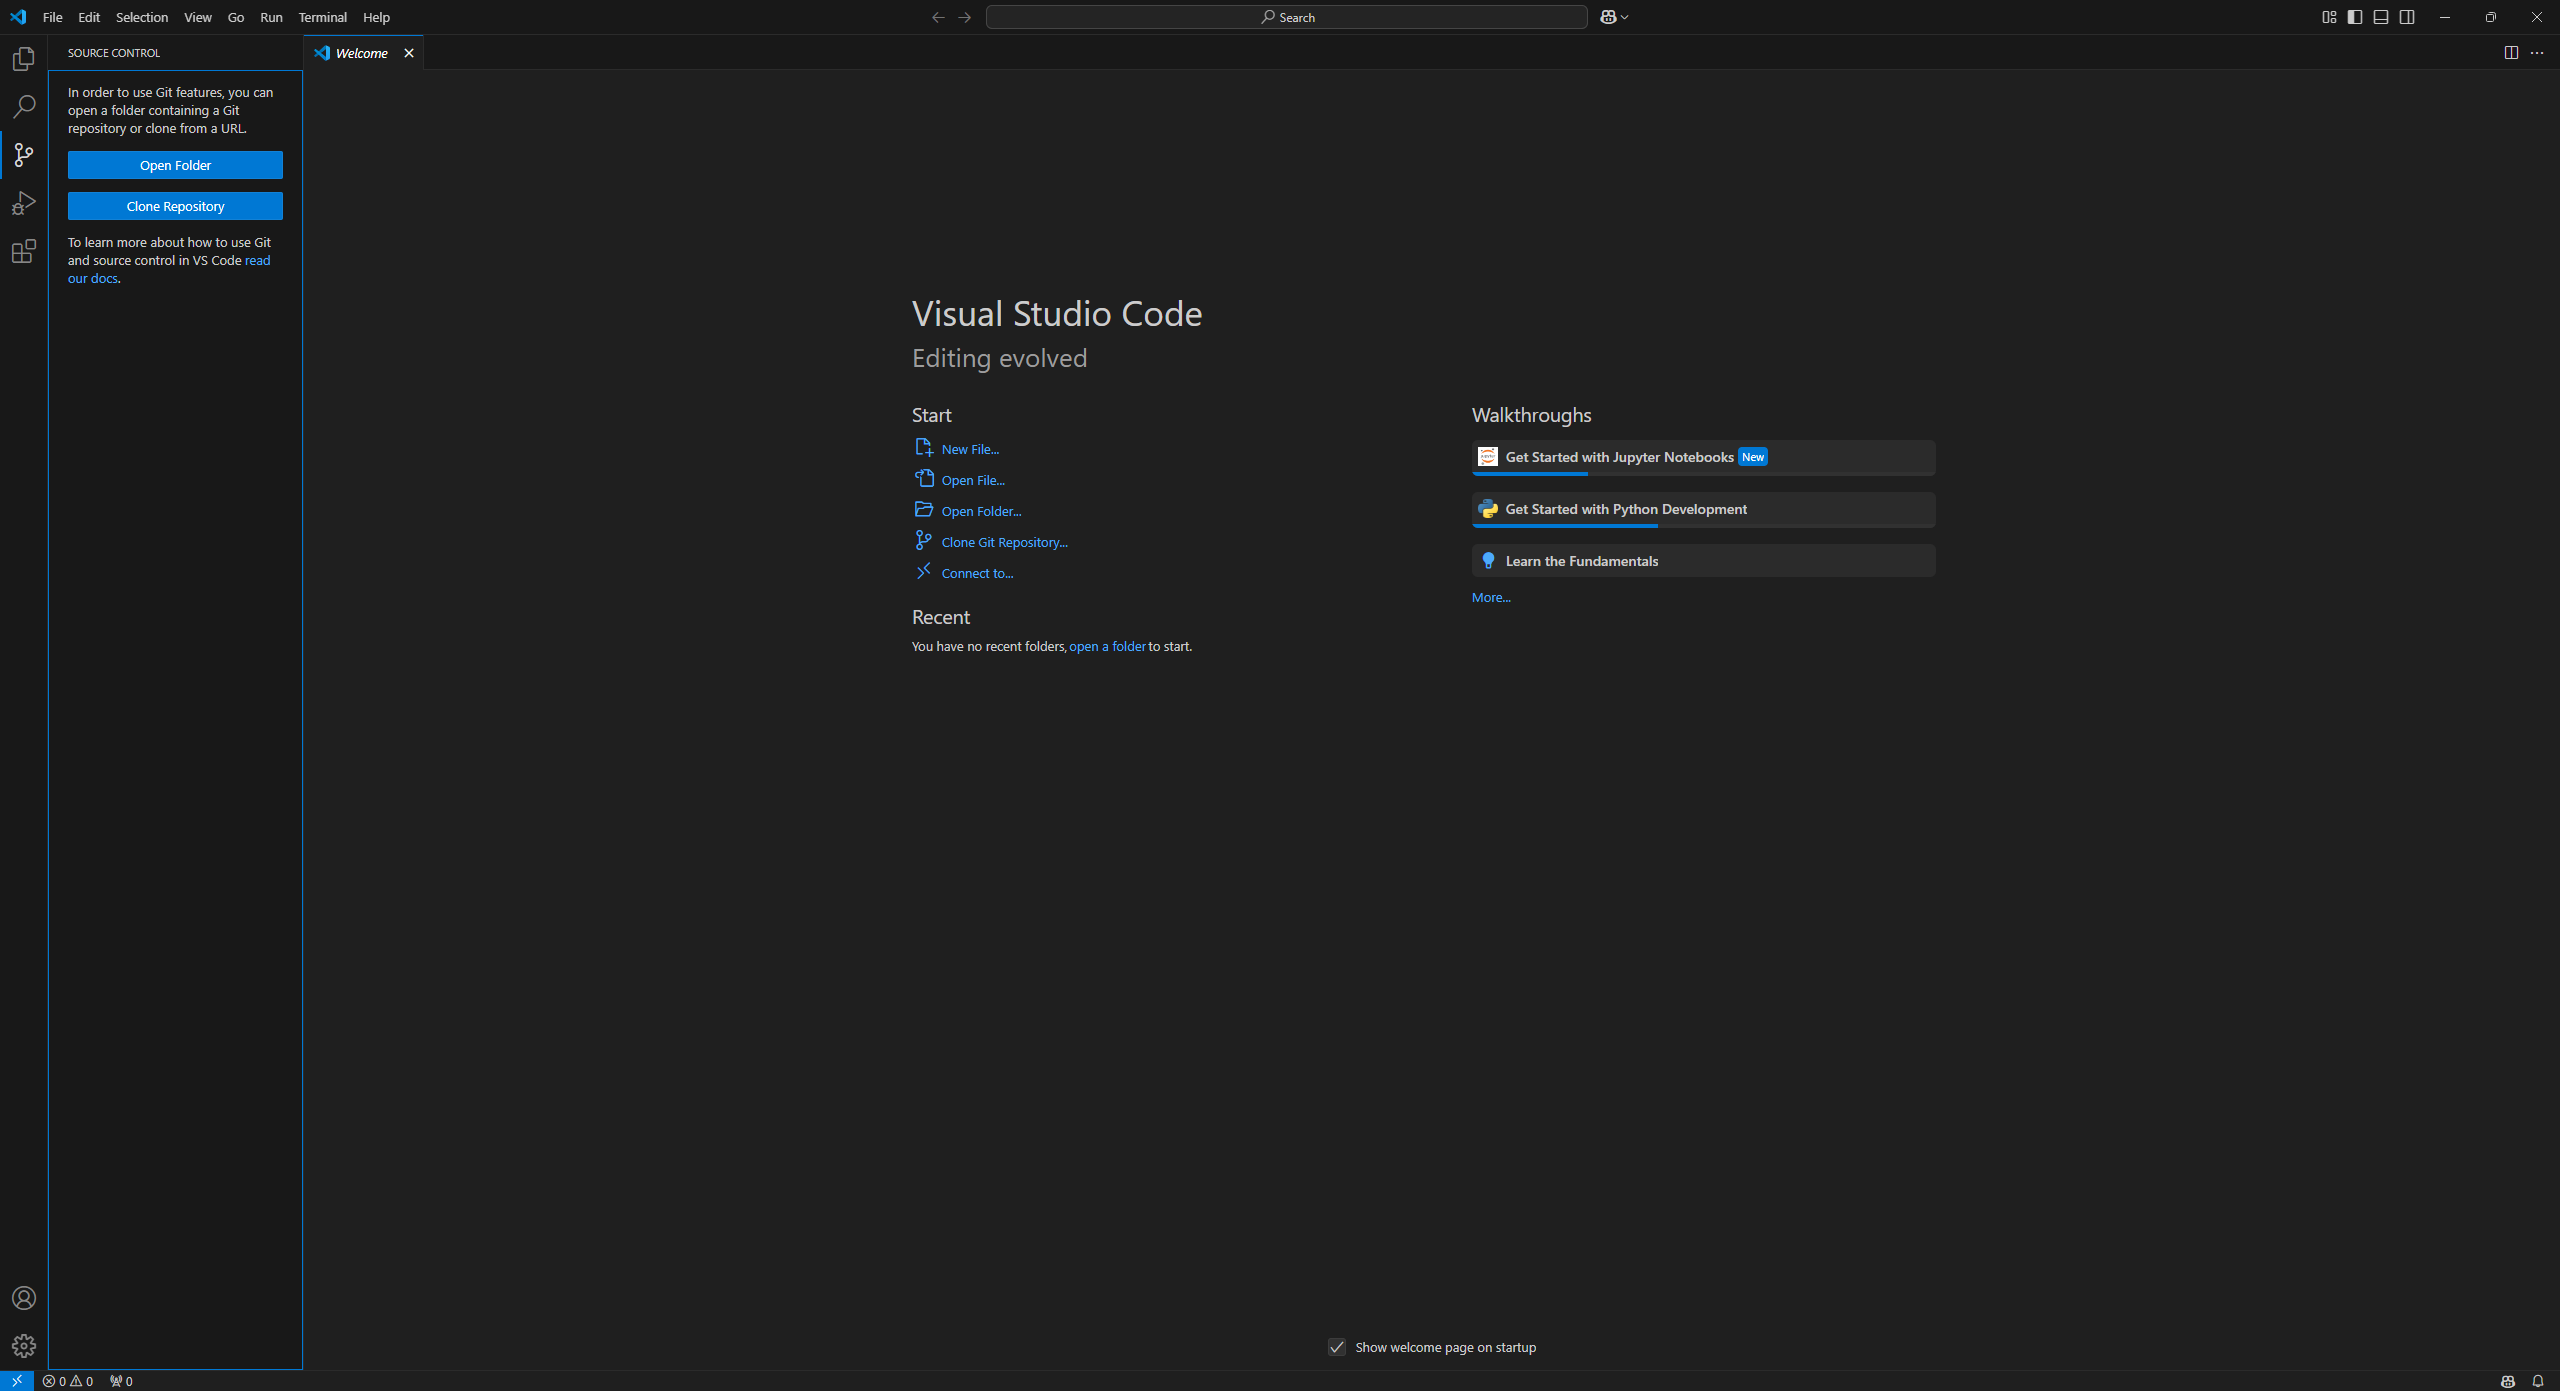 File Edit Selection View Go Run Terminal Help
Search
SOURCE CONTROL
Welcome
In order to use Git features, you can
open a folder containing a Git
repository or clone from a URL.
Open Folder
Clone Repository
To learn more about how to use Git
and source control in VS Code read
our docs.
Visual Studio Code
Editing evolved
Start
New File...
Open File...
Open Folder...
Clone Git Repository...
Connect to...
Recent
You have no recent folders, open a folder to start.
Walkthroughs
Get Started with Jupyter Notebooks New
Get Started with Python Development
Learn the Fundamentals
More...
Show welcome page on startup
0 0 0